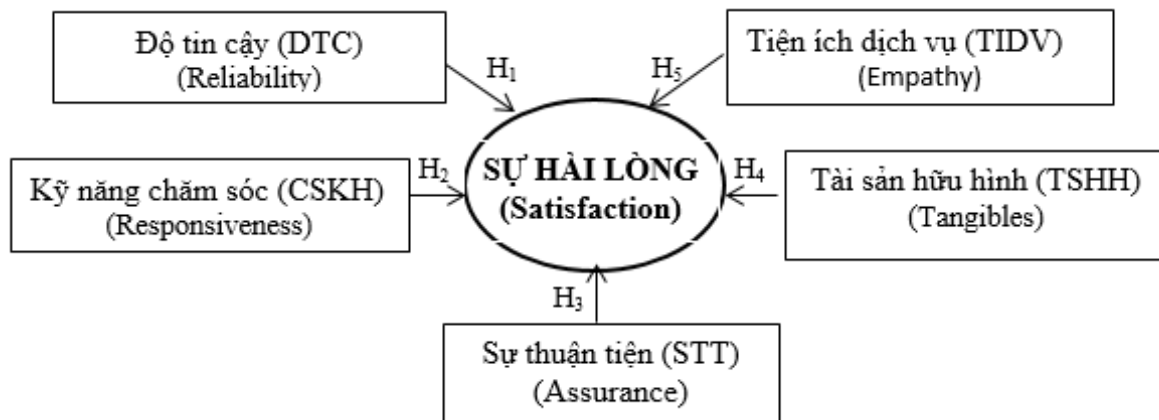 Độ tin cậy (DTC)
(Reliability)
H₁
Tiện ích dịch vụ (TIDV)
(Empathy)
H₅
Kỹ năng chăm sóc (CSKH)
(Responsiveness)
H₂
SỰ HÀI LÒNG
(Satisfaction)
H₄
Tài sản hữu hình (TSHH)
(Tangibles)
H₃
Sự thuận tiện (STT)
(Assurance)